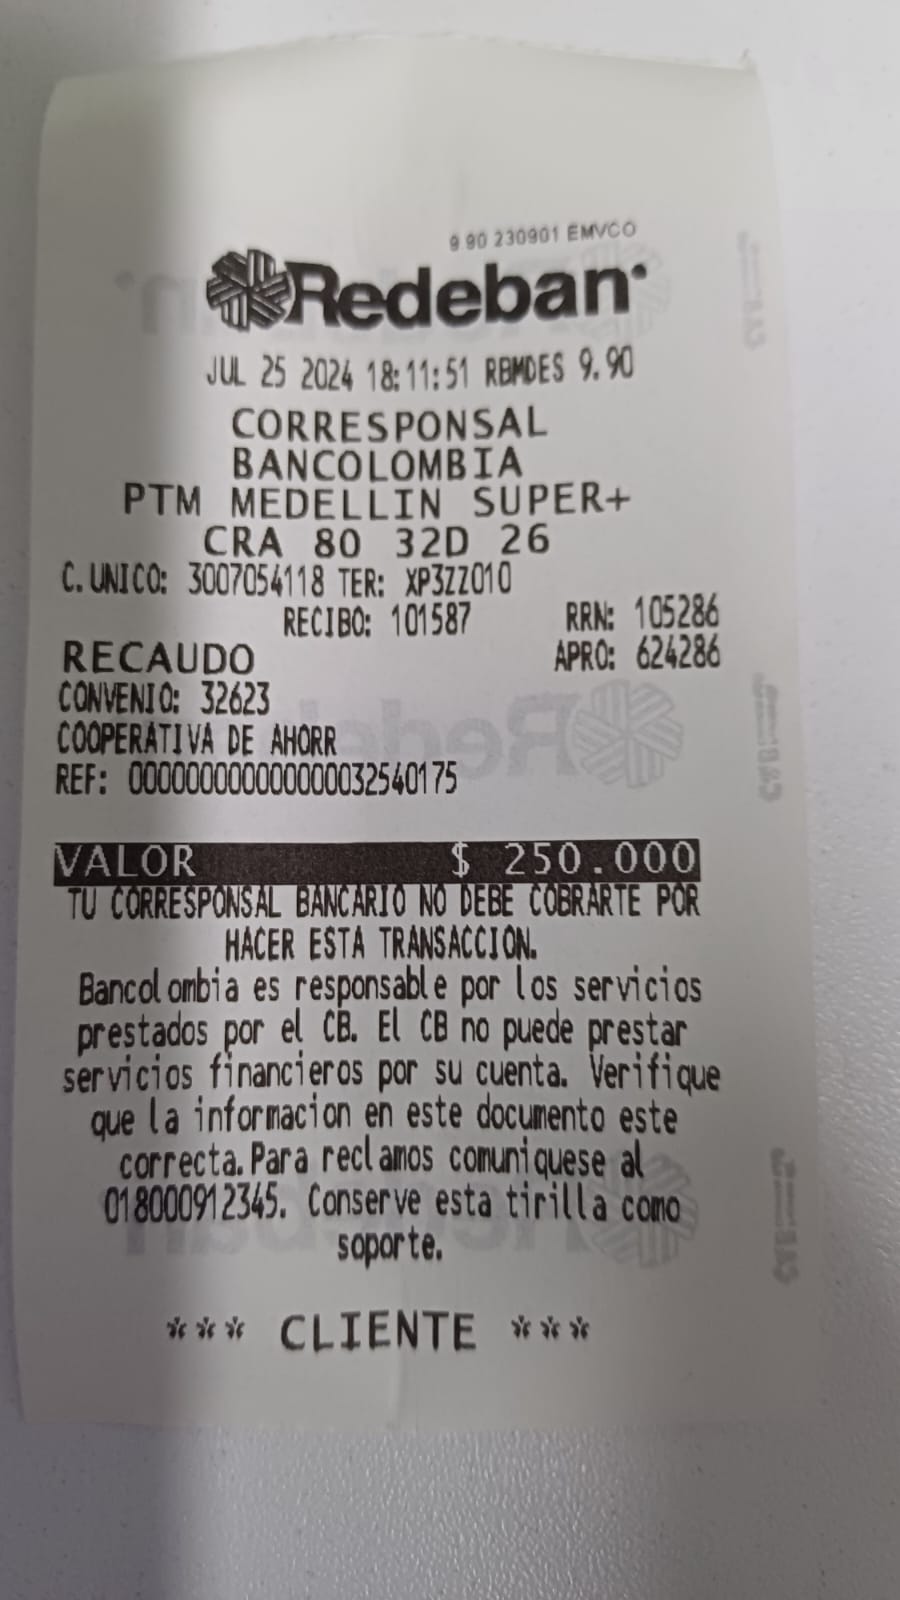 9.90 230901 EMVCO
Redeban
JUL 25 2024 18:11:51 RBMDES 9.90
CORRESPONSAL
BANCOLOMBIA
PTM MEDELLIN SUPER+
CRA 80 32D 26
C. UNICO: 3007054118 TER: XP3ZZ010
RECIBO: 101587 RRN: 105286
RECAUDO APRO: 624286
CONVENIO: 32623
COOPERATIVA DE AHORR
REF: 000000000000000032540175
VALOR $ 250.000
TU CORRESPONSAL BANCARIO NO DEBE COBRARTE POR
HACER ESTA TRANSACCION.
Bancolombia es responsable por los servicios
prestados por el CB. El CB no puede prestar
servicios financieros por su cuenta. Verifique
que la informacion en este documento este
correcta. Para reclamos comuniquese al
018000912345. Conserve esta tirilla como
soporte.
*** CLIENTE ***